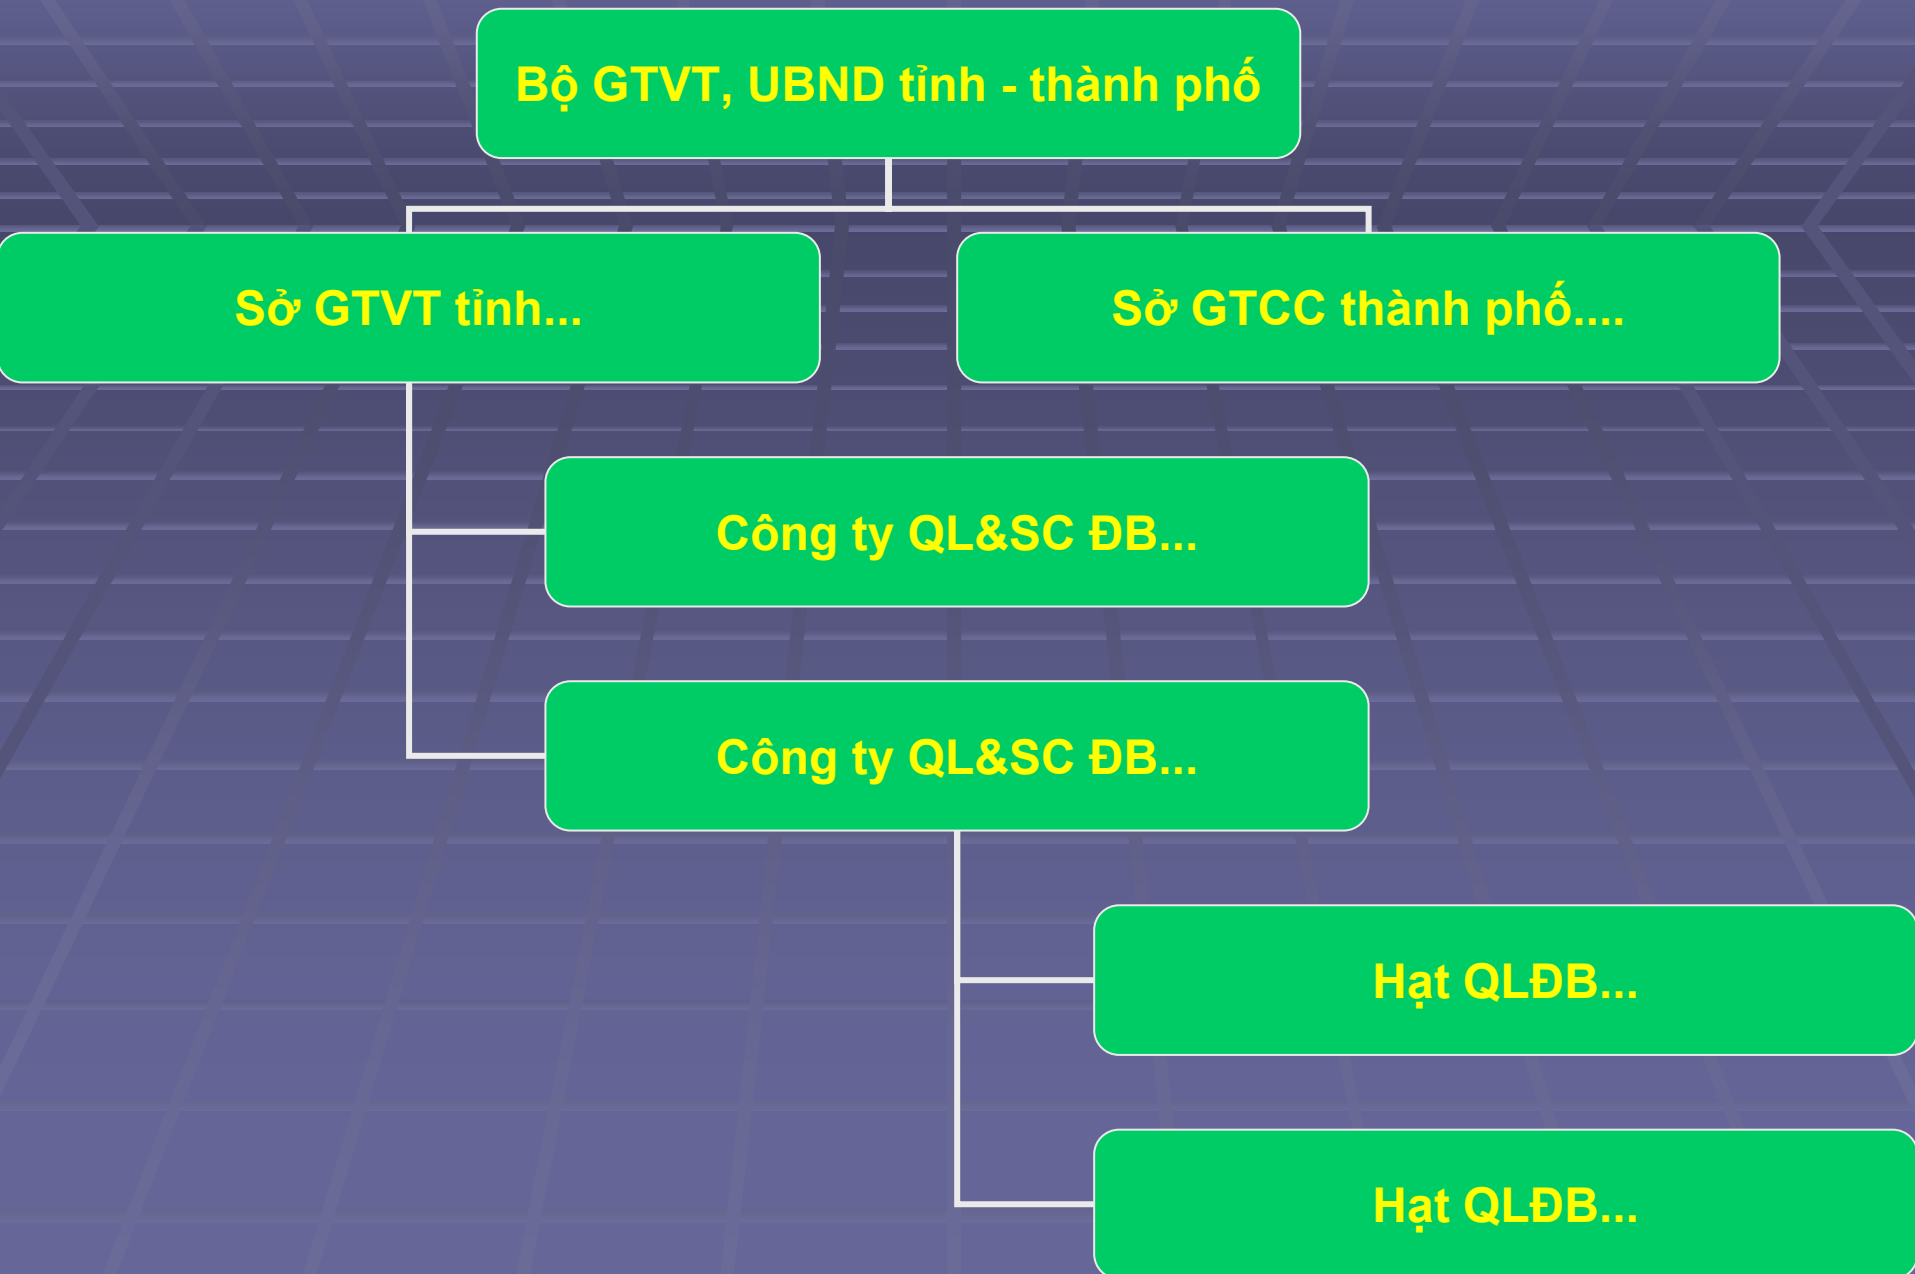 Bộ GTVT, UBND tỉnh - thành phố
Sở GTVT tỉnh...
Sở GTCC thành phố....
Công ty QL&SC ĐB...
Công ty QL&SC ĐB...
Hạt QLĐB...
Hạt QLĐB...